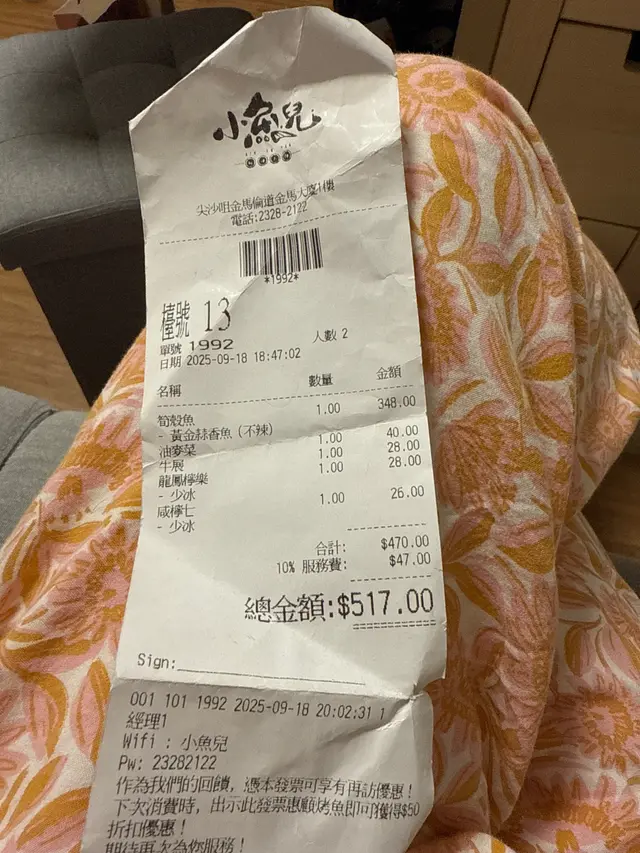 小魚兒
尖沙咀金馬倫道金馬大廈1樓
電話:2328-2122
*1992*
檯號 13
單號 1992 人數 2
日期 2025-09-18 18:47:02
名稱 數量 金額
筍殼魚 1.00 348.00
- 黃金蒜香魚 (不辣)
油麥菜 1.00 40.00
牛展 1.00 28.00
龍鳳檸樂 1.00 28.00
- 少冰
咸檸七 1.00 26.00
- 少冰
合計: $470.00
10% 服務費: $47.00
總金額:$517.00
Sign:
001 101 1992 2025-09-18 20:02:31 1
經理1
Wifi : 小魚兒
Pw: 23282122
作為我們的回饋，憑本發票可享有再訪優惠！
下次消費時，出示此發票惠顧烤魚即可獲得$50
折扣優惠！
期待再次為您服務！